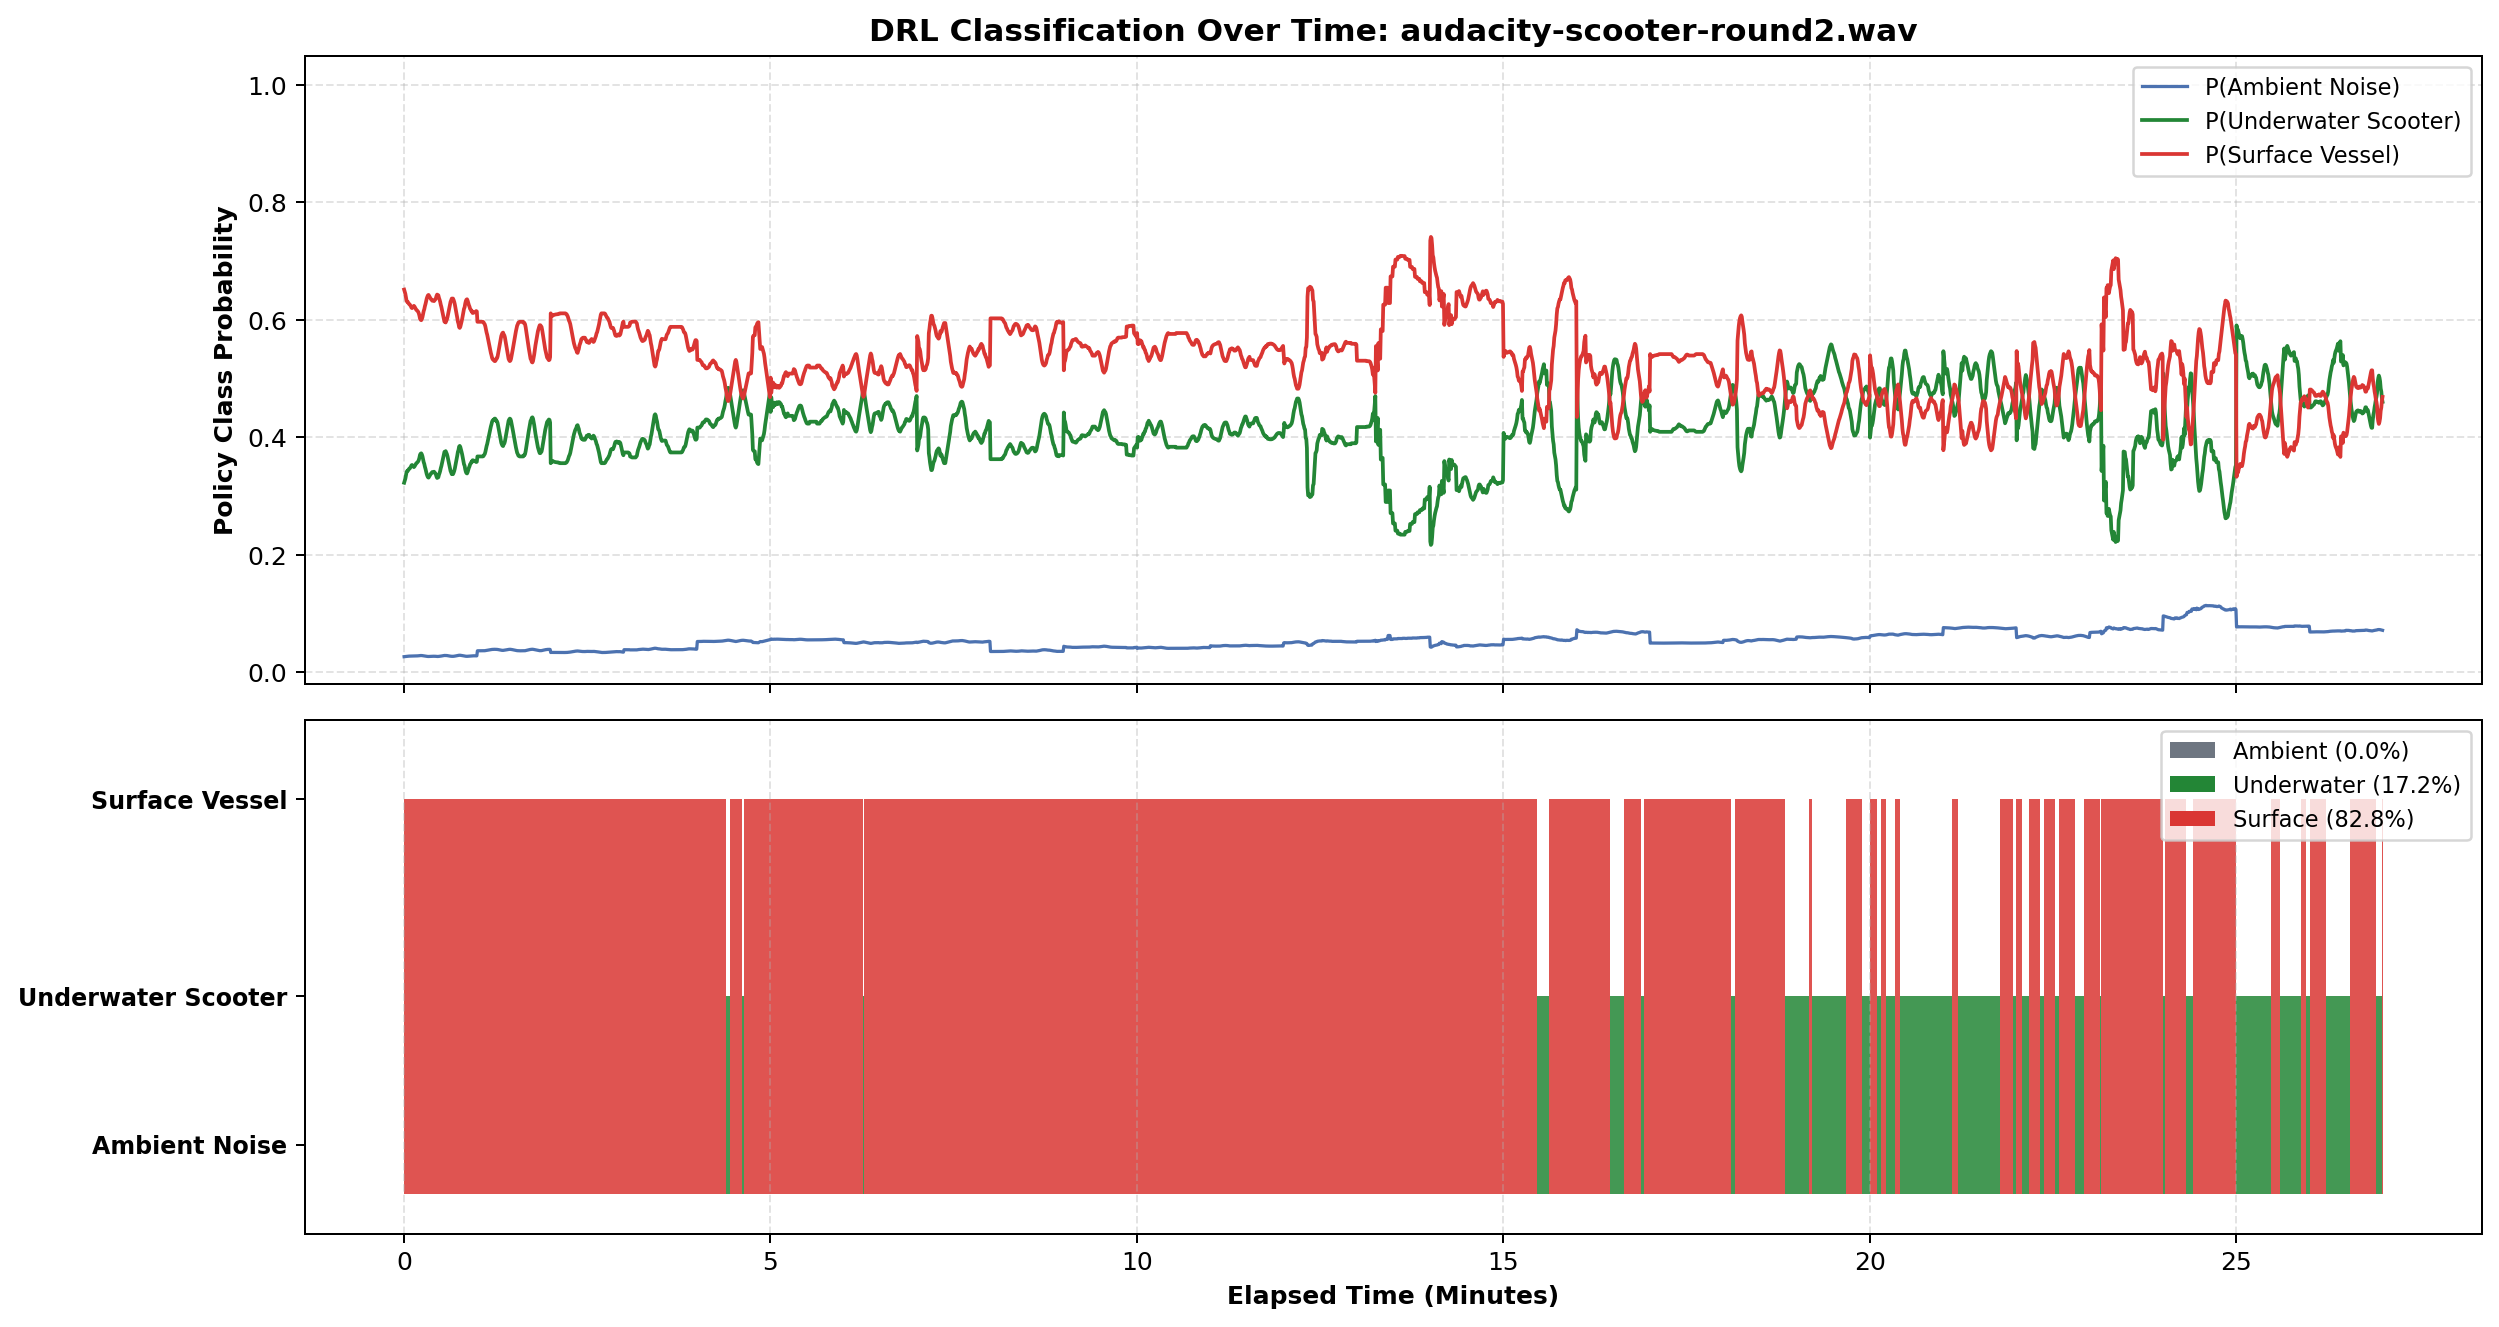 DRL Classification Over Time: audacity-scooter-round2.wav
1.0
0.8
0.6
0.4
0.2
0.0
Policy Class Probability
P(Ambient Noise)
P(Underwater Scooter)
P(Surface Vessel)
Surface Vessel
Underwater Scooter
Ambient Noise
Ambient (0.0%)
Underwater (17.2%)
Surface (82.8%)
0 5 10 15 20 25
Elapsed Time (Minutes)